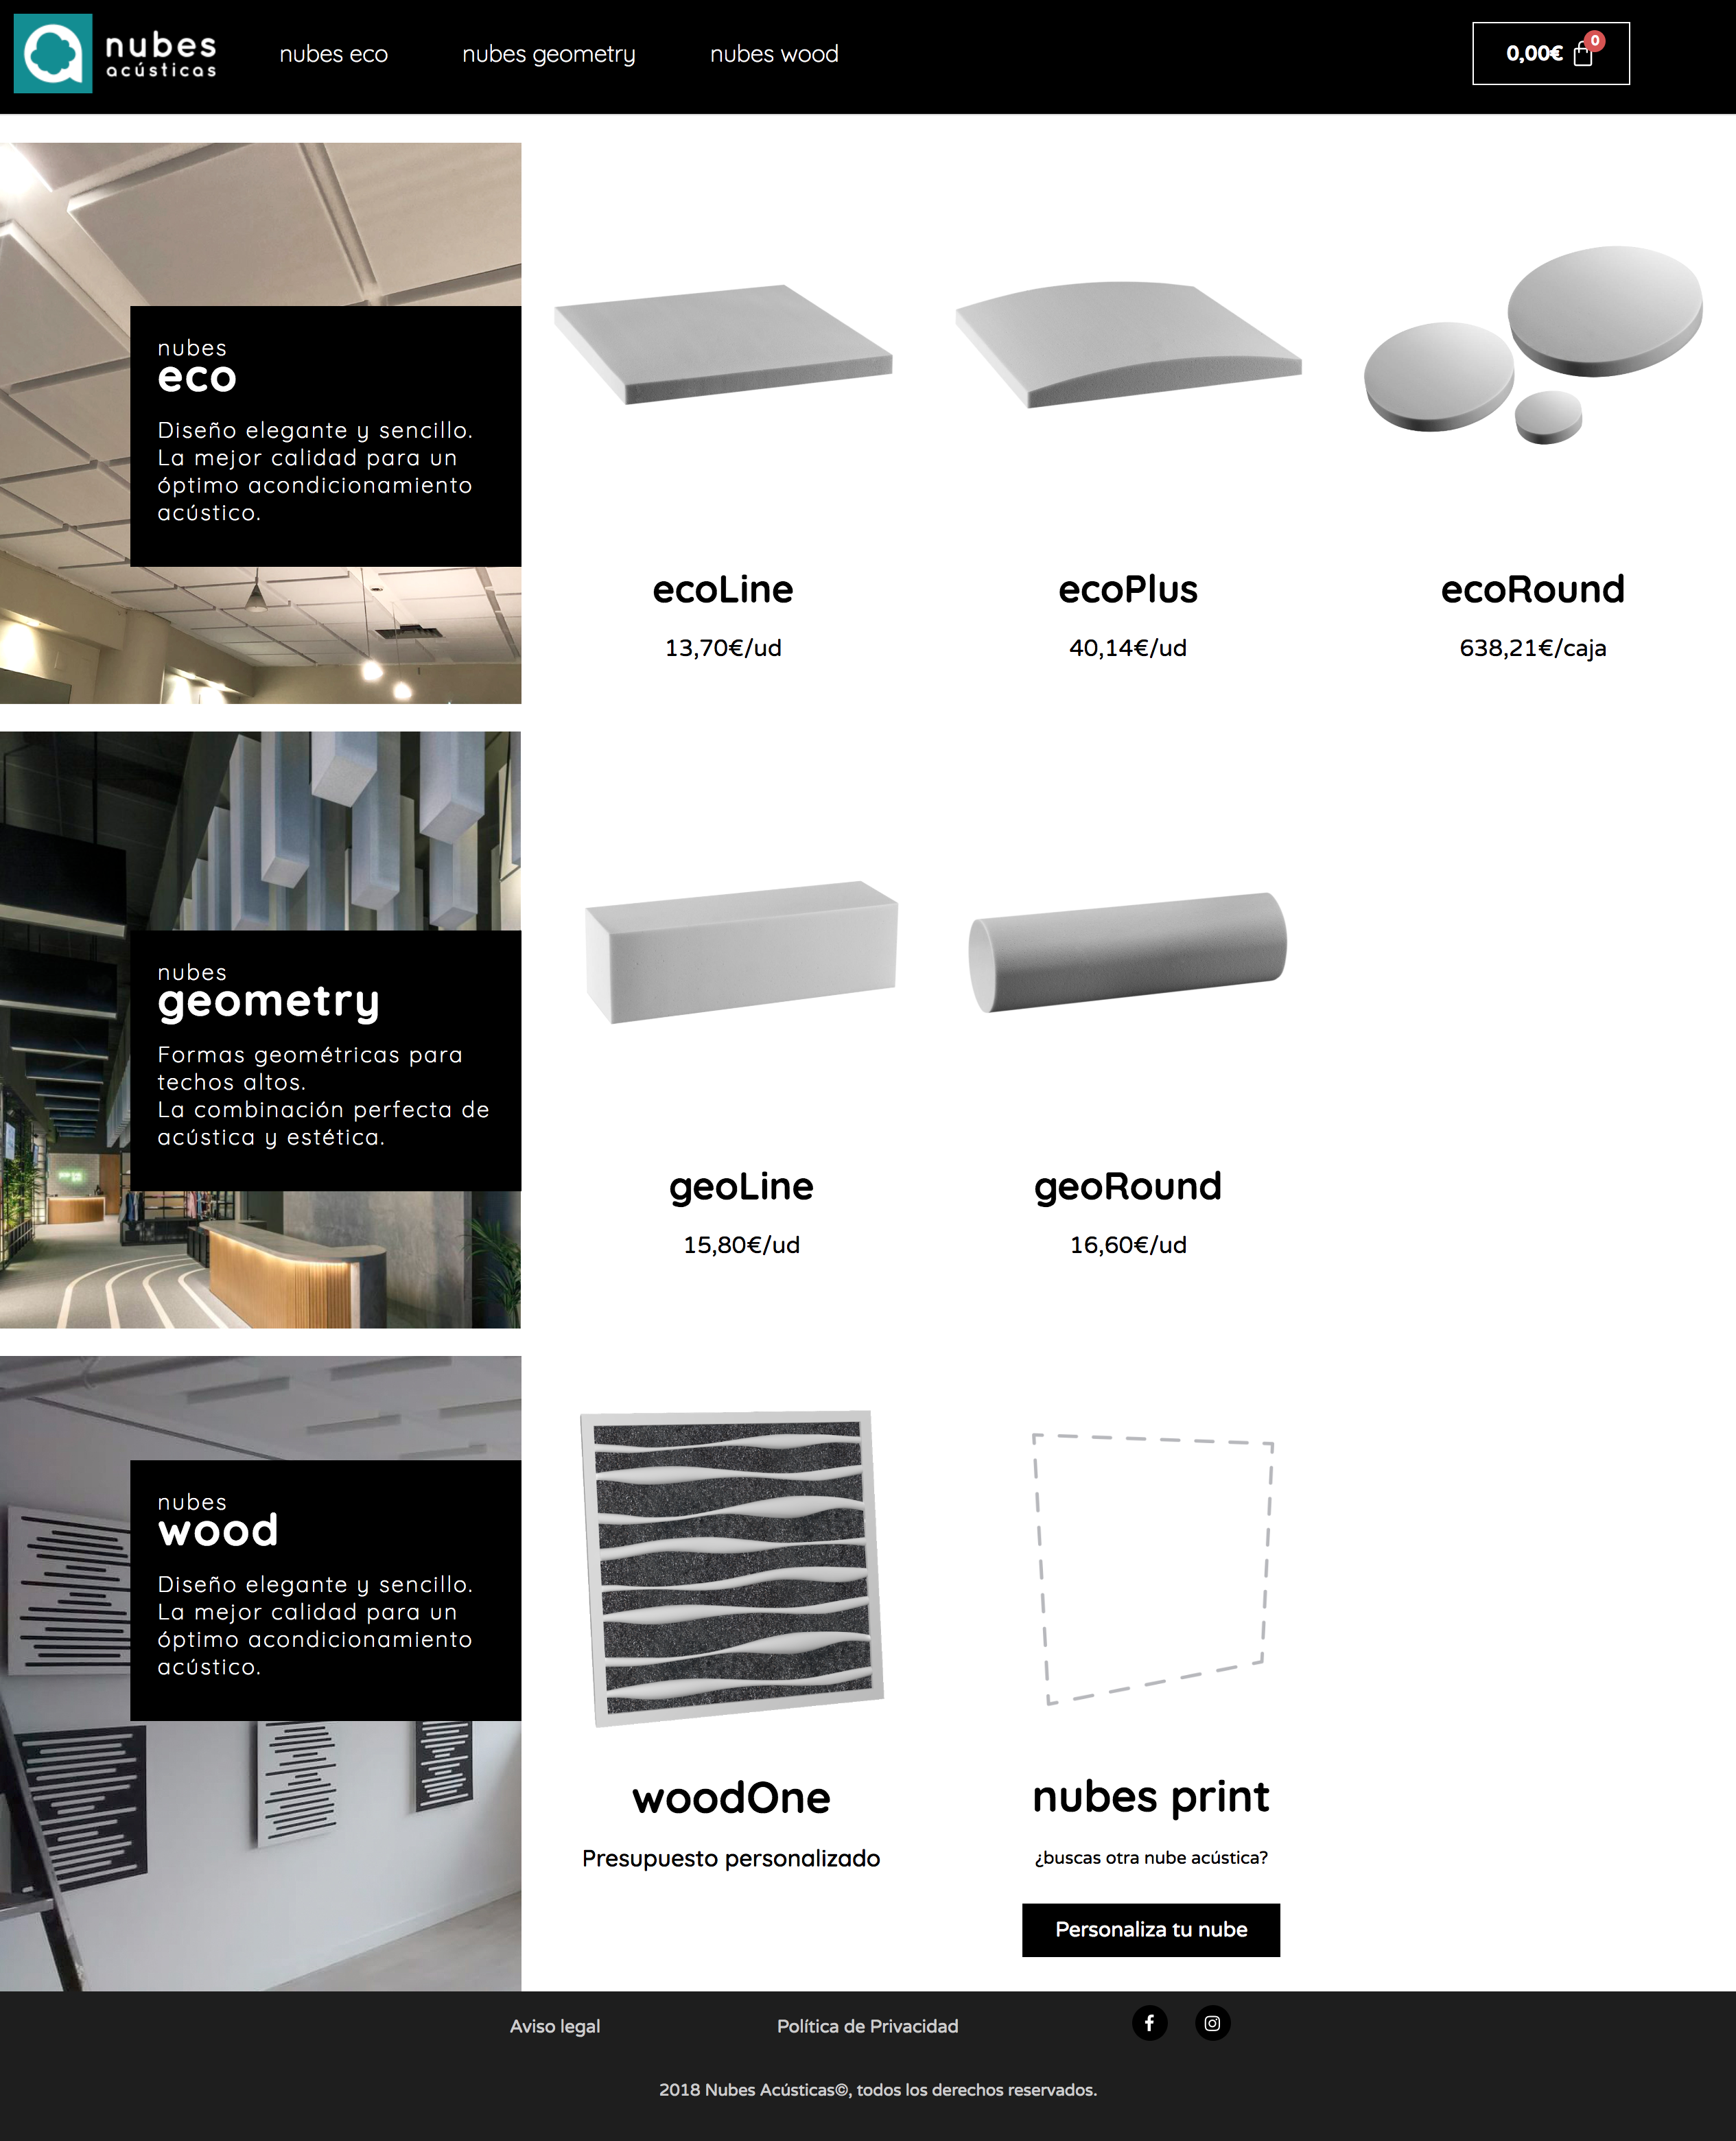 nubes
acústicas
nubes eco
nubes geometry
nubes wood
0,00€
0
nubes
eco
Diseño elegante y sencillo.
La mejor calidad para un
óptimo acondicionamiento
acústico.
ecoLine
13,70€/ud
ecoPlus
40,14€/ud
ecoRound
638,21€/caja
nubes
geometry
Formas geométricas para
techos altos.
La combinación perfecta de
acústica y estética.
geoLine
15,80€/ud
geoRound
16,60€/ud
nubes
wood
Diseño elegante y sencillo.
La mejor calidad para un
óptimo acondicionamiento
acústico.
woodOne
Presupuesto personalizado
nubes print
¿buscas otra nube acústica?
Personaliza tu nube
Aviso legal
Política de Privacidad
2018 Nubes Acústicas©, todos los derechos reservados.